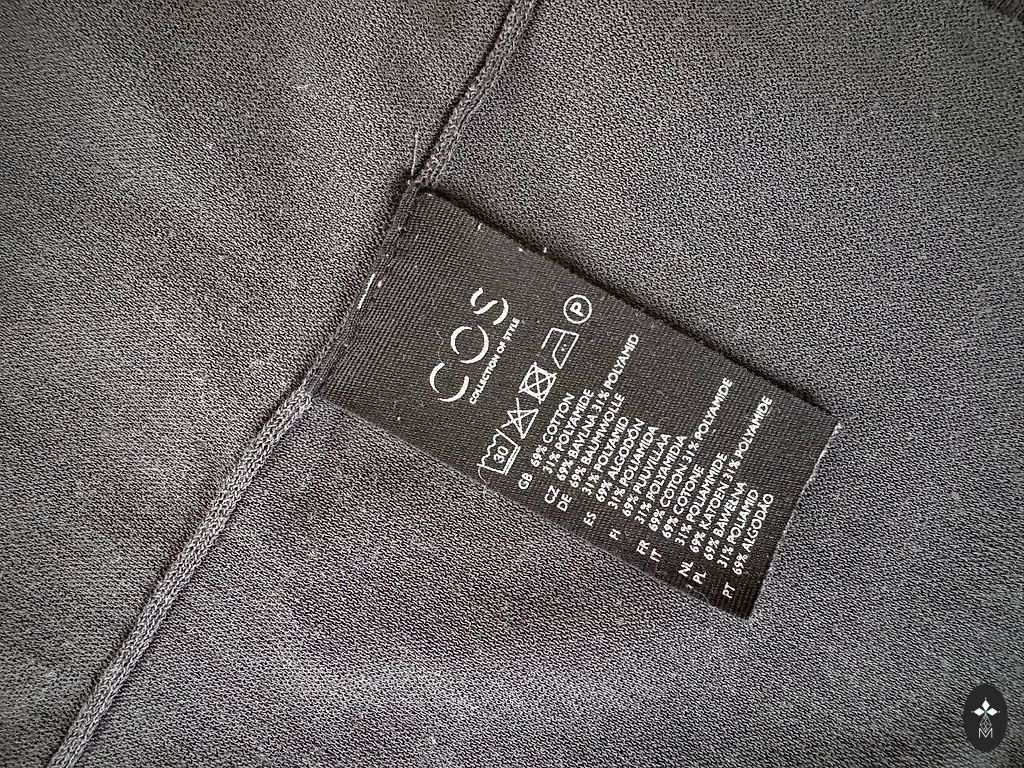 COS
COLLECTION OF STYLE
30 P
GB 69% COTTON
31% POLYAMIDE
CZ 69% BAVLNA 31% POLYAMID
DE 69% BAUMWOLLE
31% POLYAMID
ES 69% ALGODÓN
31% POLIAMIDA
FI 69% PUUVILLAA
31% POLYAMIDIA
FR 69% COTON 31% POLYAMIDE
IT 69% COTONE
31% POLIAMMIDE
NL 69% KATOEN 31% POLYAMIDE
PL 69% BAWEŁNA
31% POLIAMID
PT 69% ALGODÃO
M